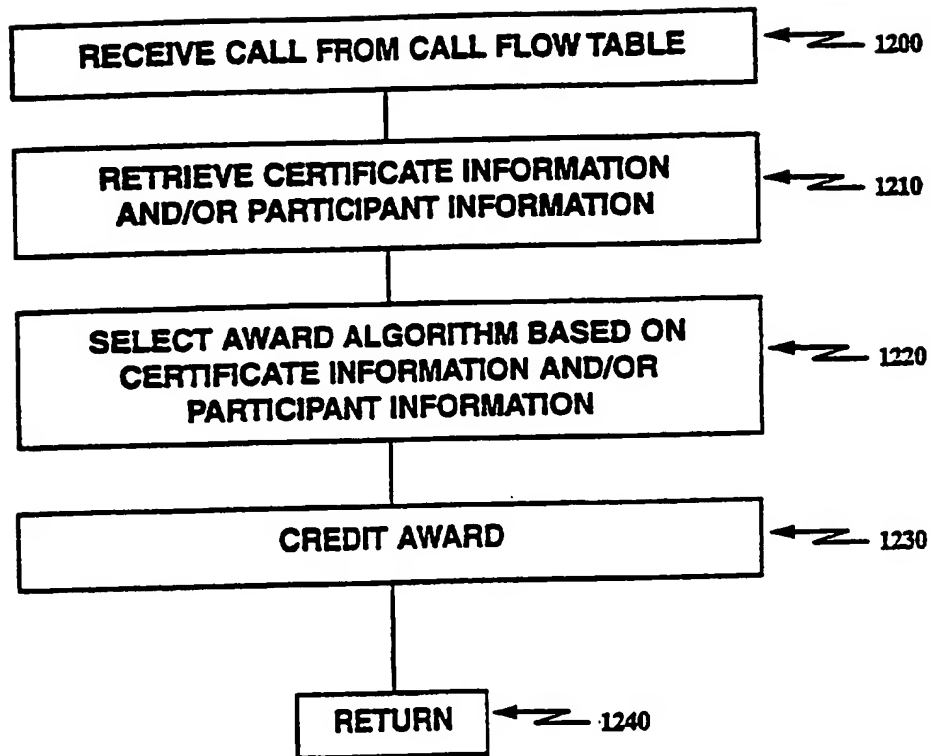 RECEIVE CALL FROM CALL FLOW TABLE
1200
RETRIEVE CERTIFICATE INFORMATION
AND/OR PARTICIPANT INFORMATION
1210
SELECT AWARD ALGORITHM BASED ON
CERTIFICATE INFORMATION AND/OR
PARTICIPANT INFORMATION
1220
CREDIT AWARD
1230
RETURN
1240